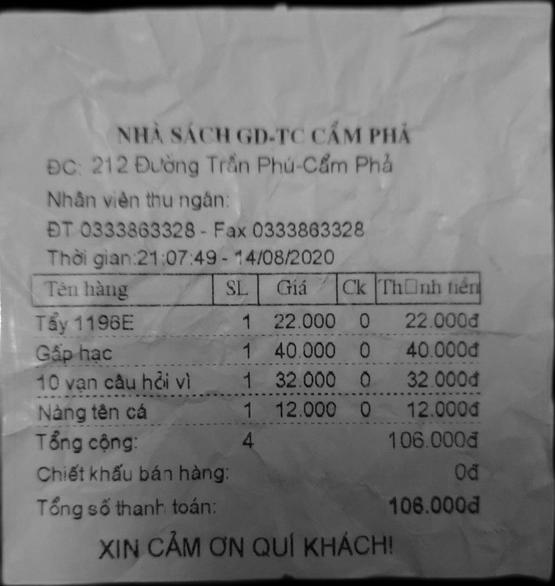 NHÀ SÁCH GD-TC CẨM PHẢ
ĐC: 212 Đường Trần Phú-Cẩm Phả
Nhân viên thu ngân:
ĐT 0333863328 - Fax 0333863328
Thời gian:21:07:49 - 14/08/2020
Tên hàng SL Giá Ck Th□nh tiền
Tẩy 1196E 1 22.000 0 22.000đ
Gấp hạc 1 40.000 0 40.000đ
10 vạn câu hỏi vì 1 32.000 0 32.000đ
Nàng tên cá 1 12.000 0 12.000đ
Tổng cộng: 4 106.000đ
Chiết khấu bán hàng: 0đ
Tổng số thanh toán: 106.000đ
XIN CẢM ƠN QUÍ KHÁCH!